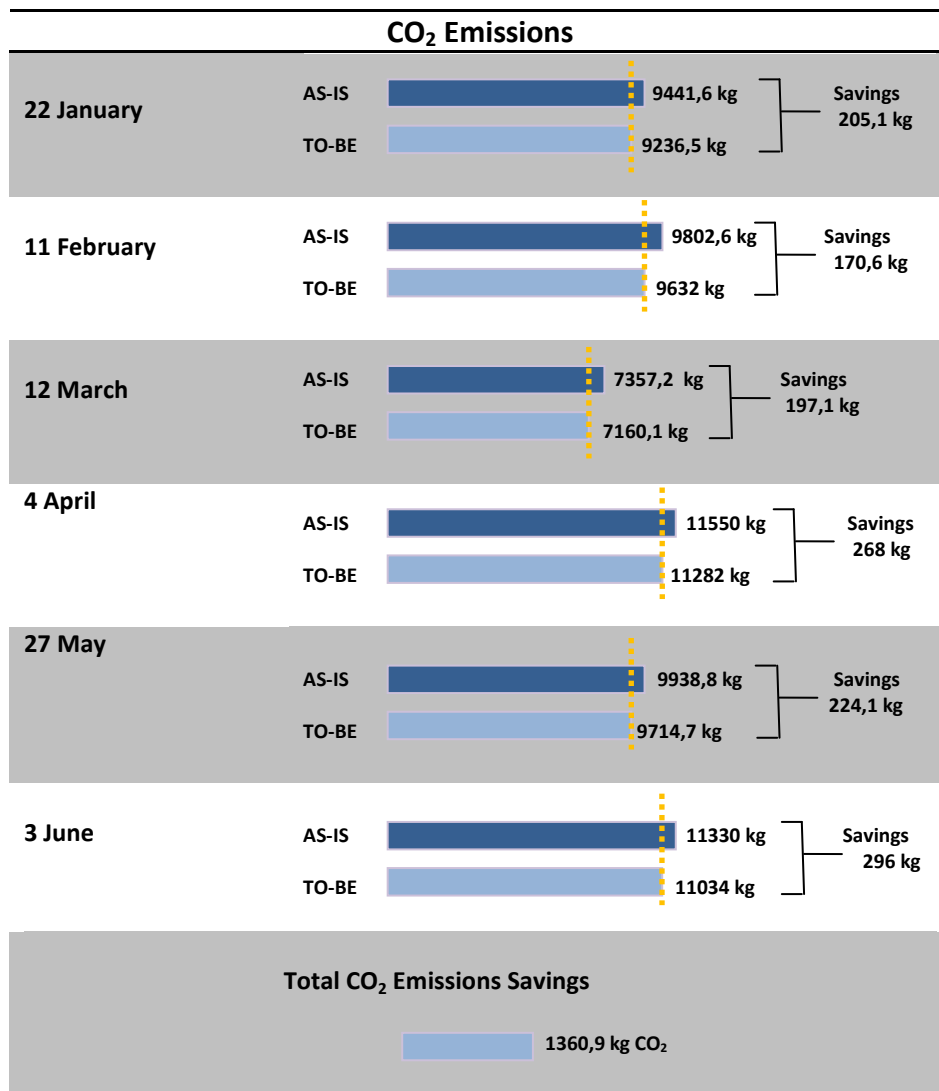 CO₂ Emissions
22 January
AS-IS
9441,6 kg
TO-BE
9236,5 kg
Savings
205,1 kg
11 February
AS-IS
9802,6 kg
TO-BE
9632 kg
Savings
170,6 kg
12 March
AS-IS
7357,2 kg
TO-BE
7160,1 kg
Savings
197,1 kg
4 April
AS-IS
11550 kg
TO-BE
11282 kg
Savings
268 kg
27 May
AS-IS
9938,8 kg
TO-BE
9714,7 kg
Savings
224,1 kg
3 June
AS-IS
11330 kg
TO-BE
11034 kg
Savings
296 kg
Total CO₂ Emissions Savings
1360,9 kg CO₂